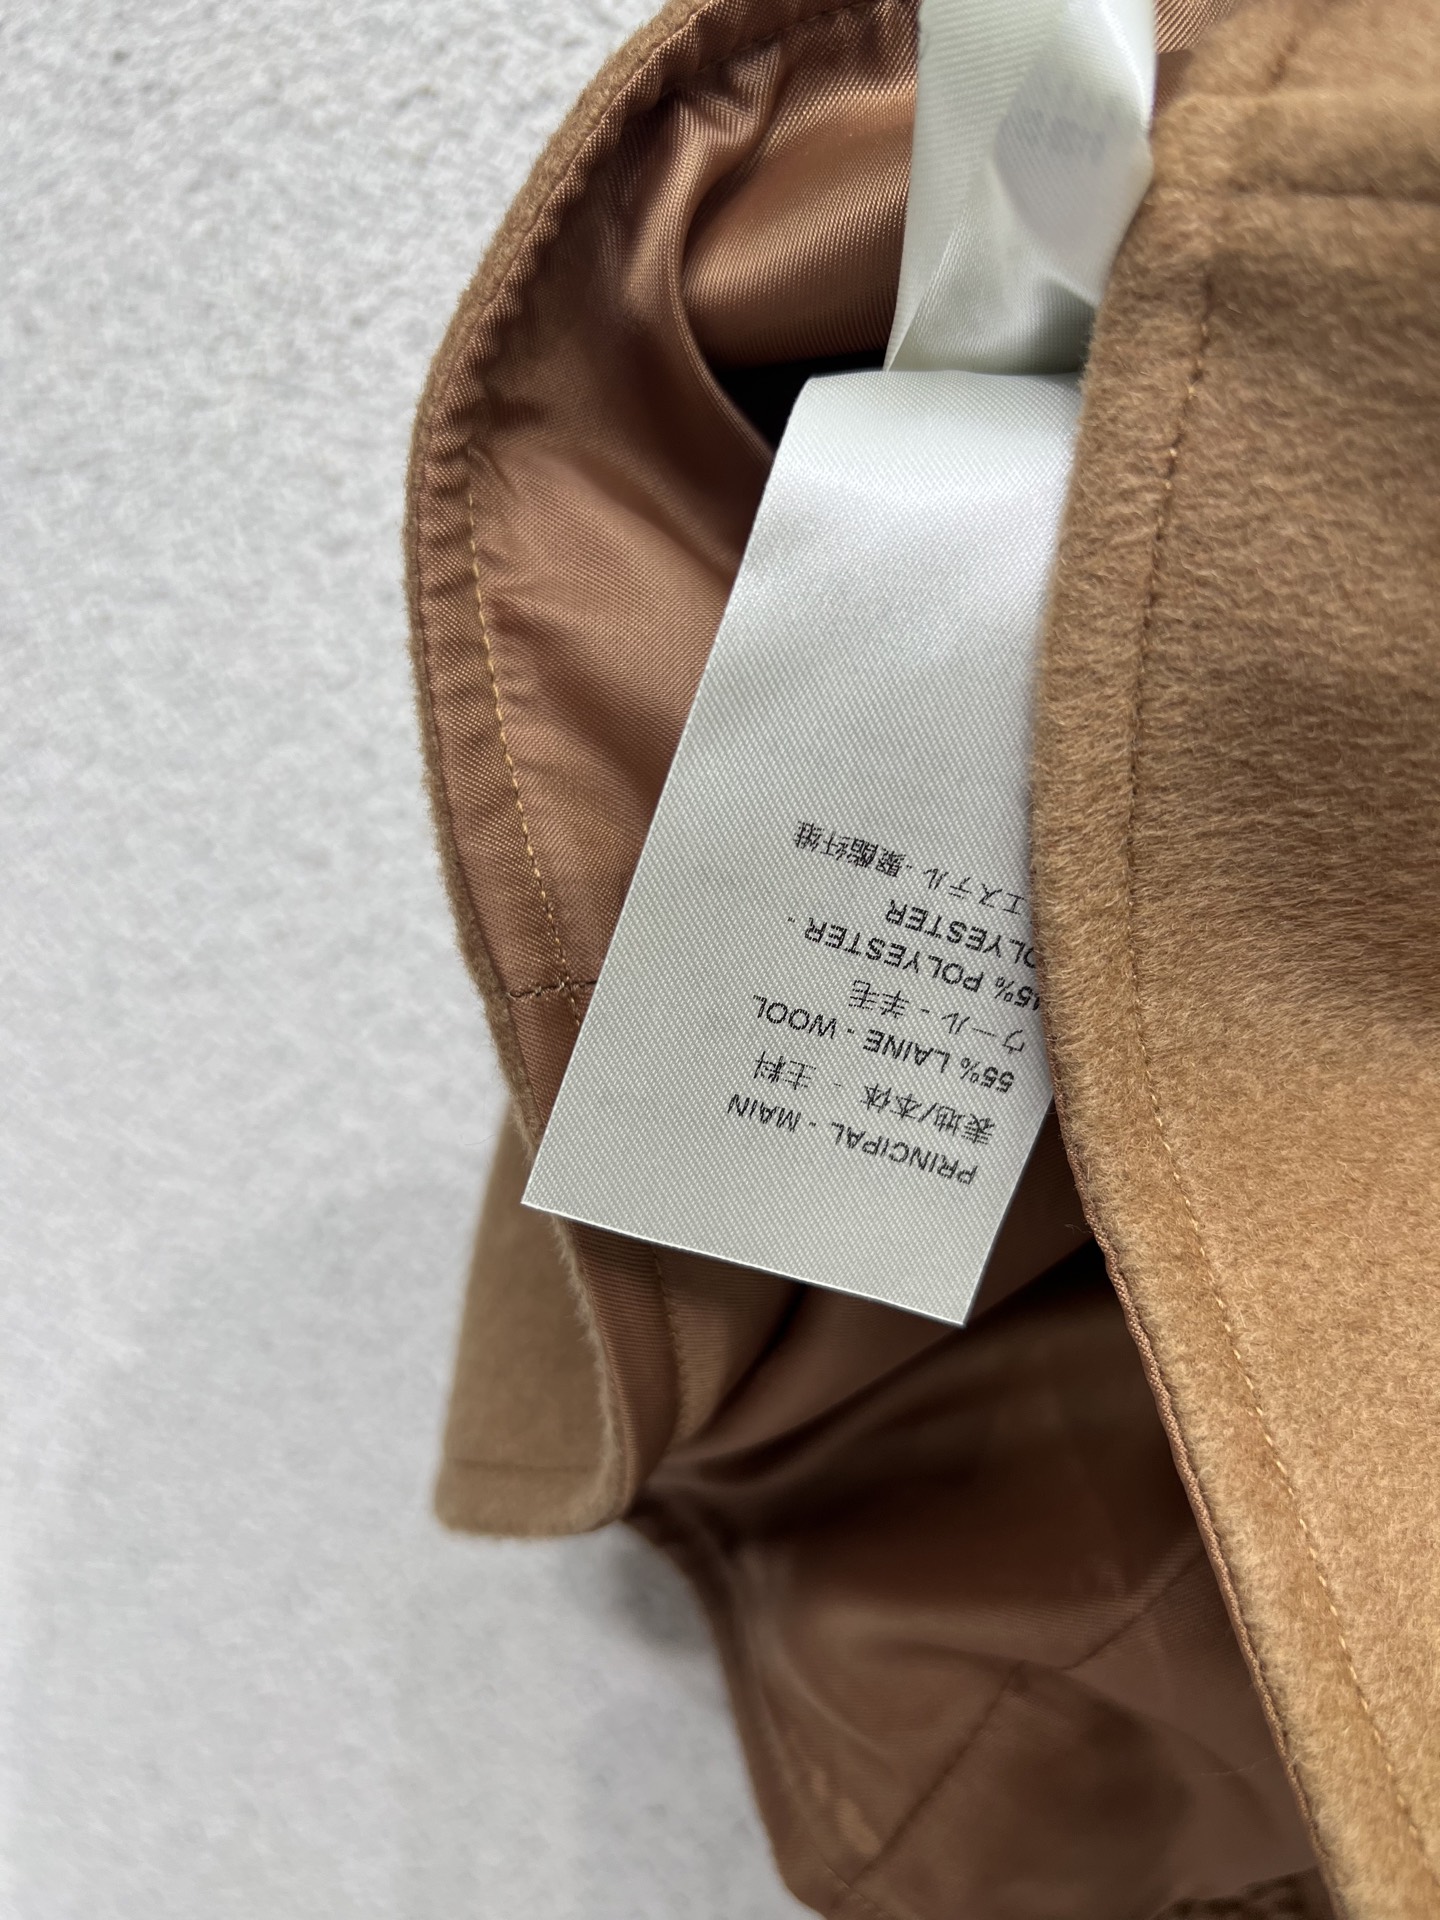 PRINCIPAL - MAIN
表地/本体 - 主料
55% LAINE - WOOL
ウール - 羊毛
45% POLYESTER -
OLYESTER
エステル - 聚酯纤维